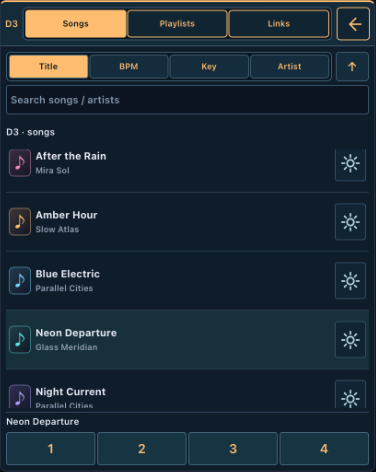 D3 Songs Playlists Links
Title BPM Key Artist
Search songs / artists
D3 · songs
After the Rain
Mira Sol
Amber Hour
Slow Atlas
Blue Electric
Parallel Cities
Neon Departure
Glass Meridian
Night Current
Parallel Cities
Neon Departure
1 2 3 4